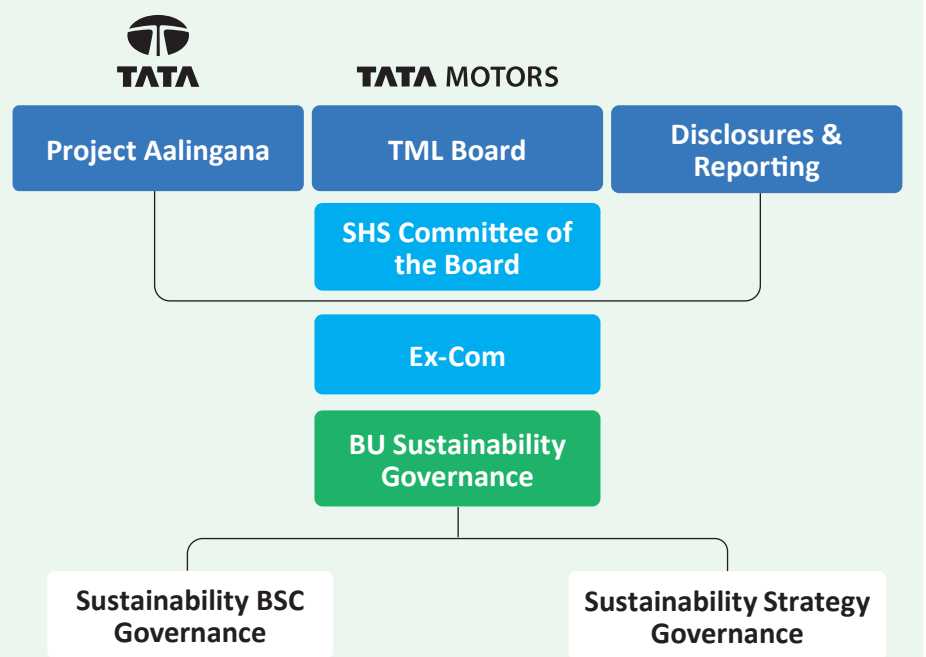 TATA
TATA MOTORS
Project Aalingana
TML Board
Disclosures &
Reporting
SHS Committee of
the Board
Ex-Com
BU Sustainability
Governance
Sustainability BSC
Governance
Sustainability Strategy
Governance